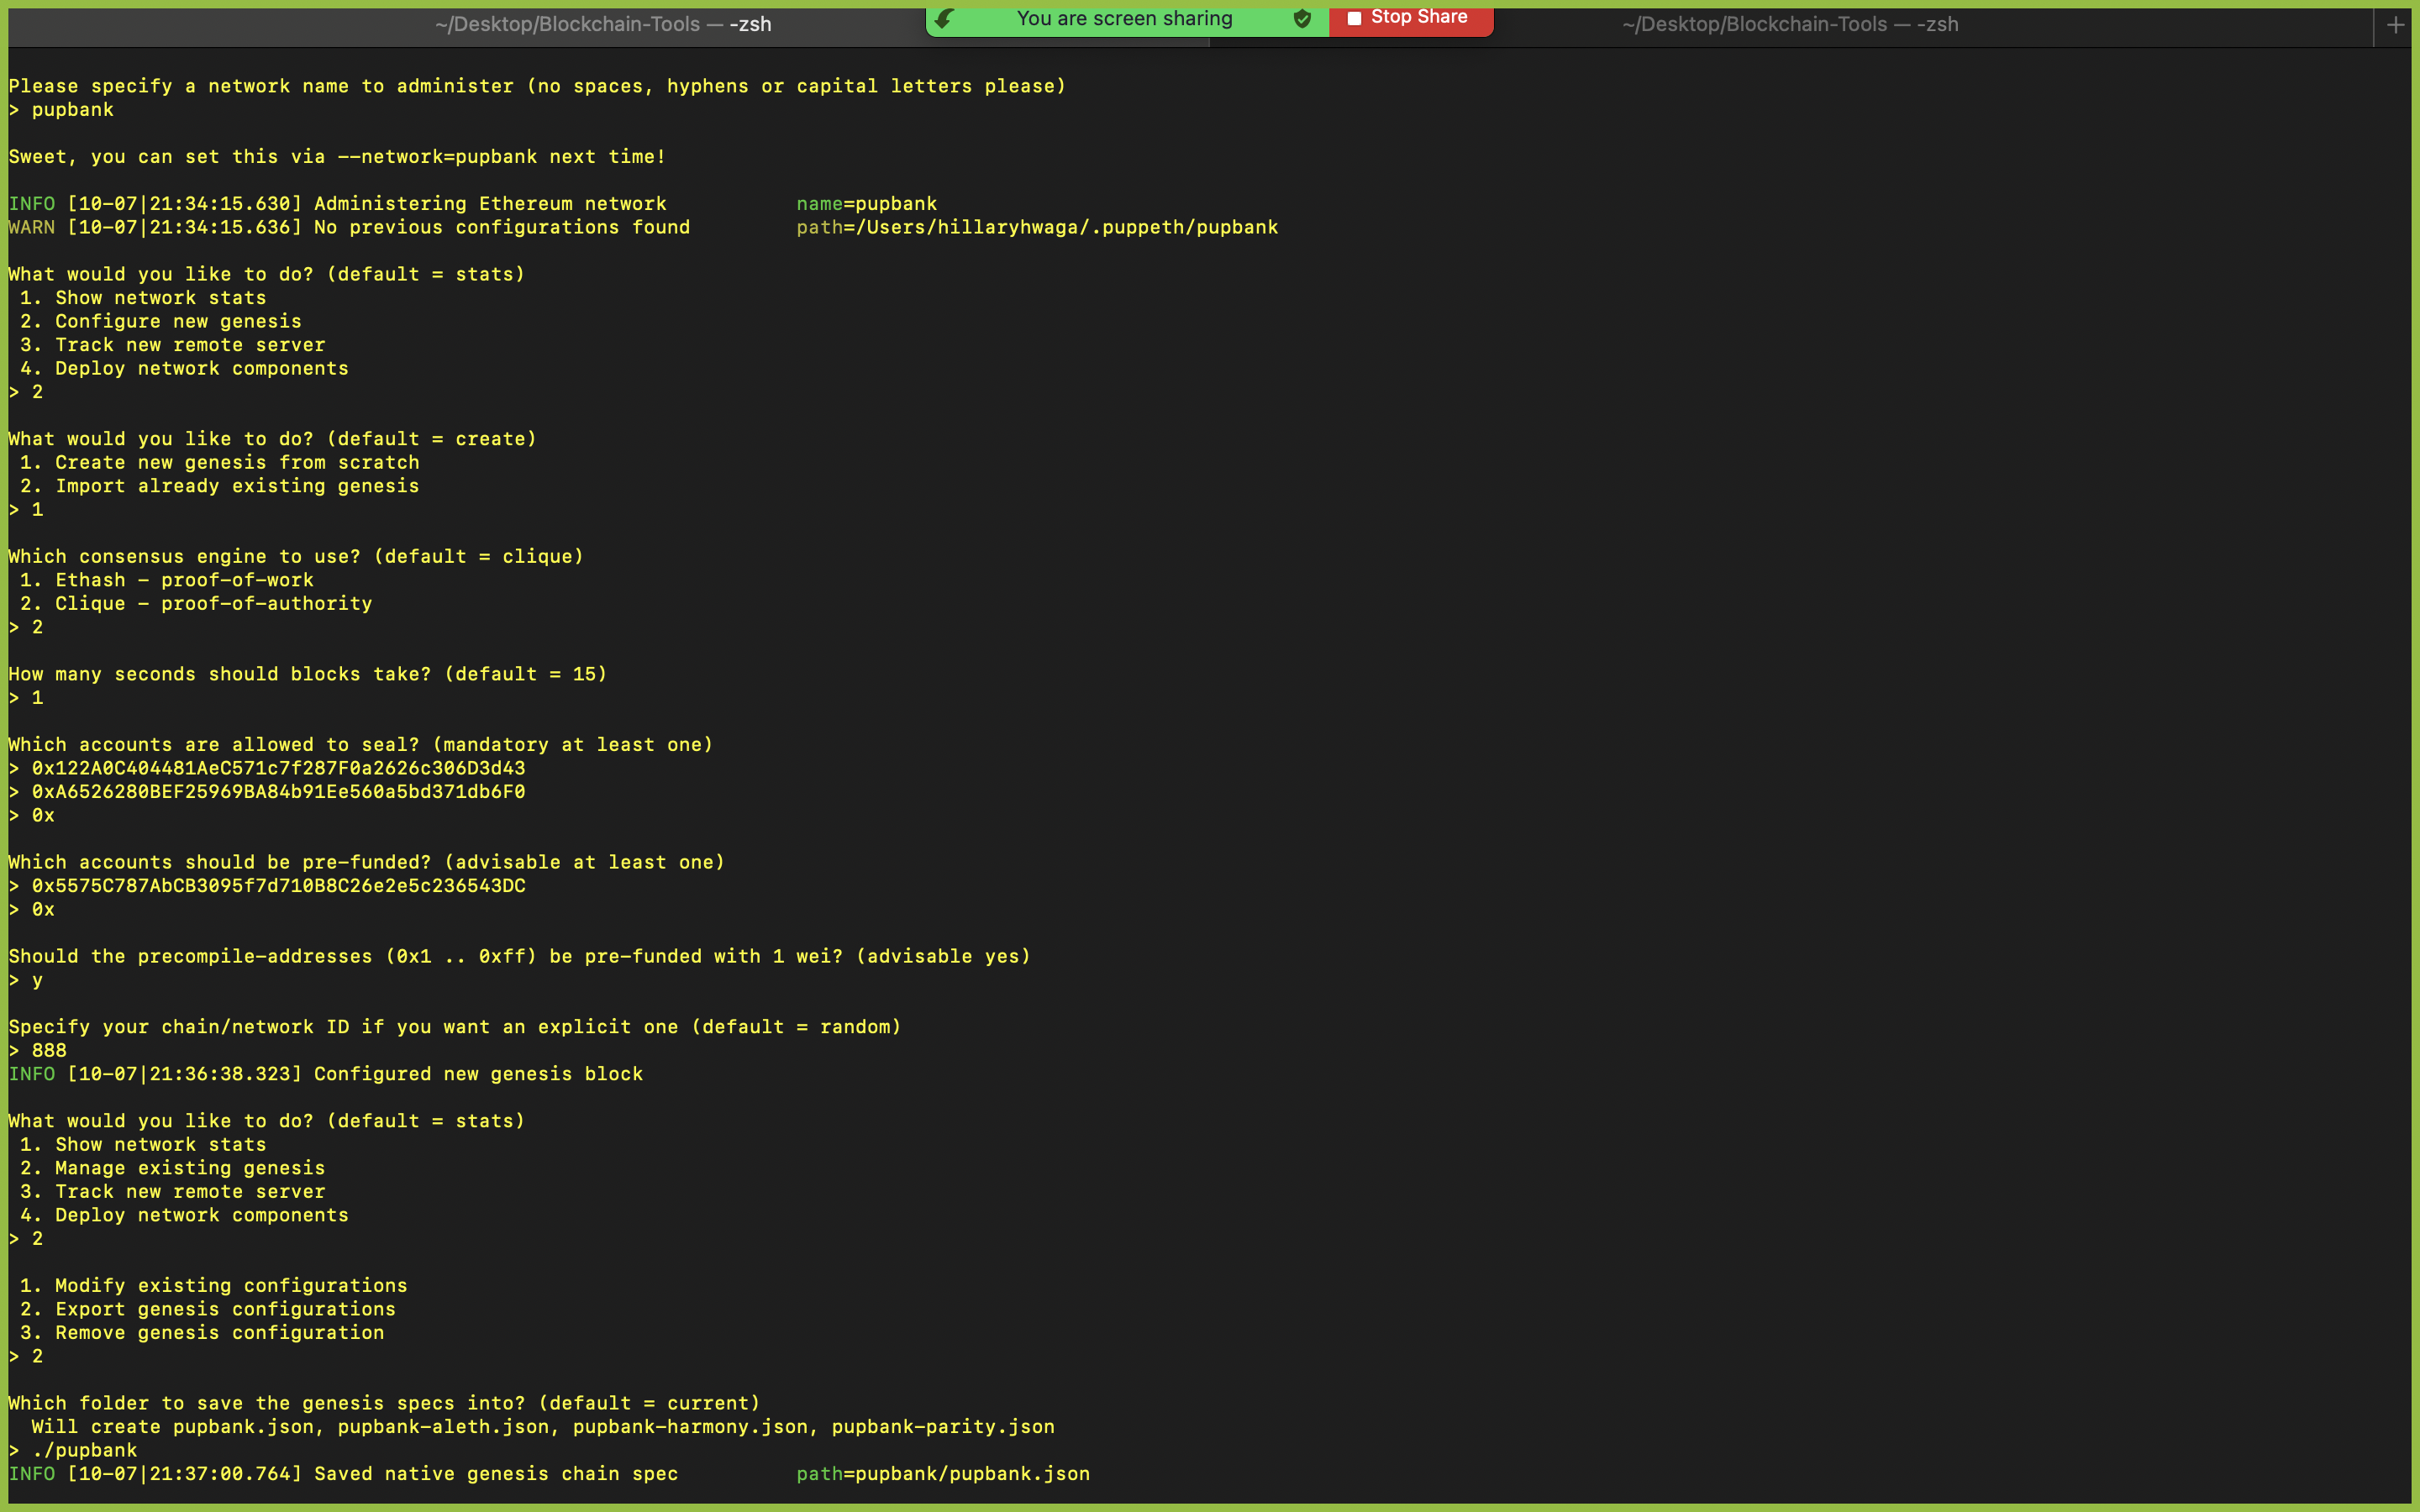 ~/Desktop/Blockchain-Tools — -zsh
You are screen sharing
Stop Share
~/Desktop/Blockchain-Tools — -zsh
+
Please specify a network name to administer (no spaces, hyphens or capital letters please)
> pupbank
Sweet, you can set this via --network=pupbank next time!
INFO [10-07|21:34:15.630] Administering Ethereum network           name=pupbank
WARN [10-07|21:34:15.636] No previous configurations found         path=/Users/hillaryhwaga/.puppeth/pupbank
What would you like to do? (default = stats)
 1. Show network stats
 2. Configure new genesis
 3. Track new remote server
 4. Deploy network components
> 2
What would you like to do? (default = create)
 1. Create new genesis from scratch
 2. Import already existing genesis
> 1
Which consensus engine to use? (default = clique)
 1. Ethash - proof-of-work
 2. Clique - proof-of-authority
> 2
How many seconds should blocks take? (default = 15)
> 1
Which accounts are allowed to seal? (mandatory at least one)
> 0x122A0C404481AeC571c7f287F0a2626c306D3d43
> 0xA6526280BEF25969BA84b91Ee560a5bd371db6F0
> 0x
Which accounts should be pre-funded? (advisable at least one)
> 0x5575C787AbCB3095f7d710B8C26e2e5c236543DC
> 0x
Should the precompile-addresses (0x1 .. 0xff) be pre-funded with 1 wei? (advisable yes)
> y
Specify your chain/network ID if you want an explicit one (default = random)
> 888
INFO [10-07|21:36:38.323] Configured new genesis block
What would you like to do? (default = stats)
 1. Show network stats
 2. Manage existing genesis
 3. Track new remote server
 4. Deploy network components
> 2
 1. Modify existing configurations
 2. Export genesis configurations
 3. Remove genesis configuration
> 2
Which folder to save the genesis specs into? (default = current)
  Will create pupbank.json, pupbank-aleth.json, pupbank-harmony.json, pupbank-parity.json
> ./pupbank
INFO [10-07|21:37:00.764] Saved native genesis chain spec          path=pupbank/pupbank.json